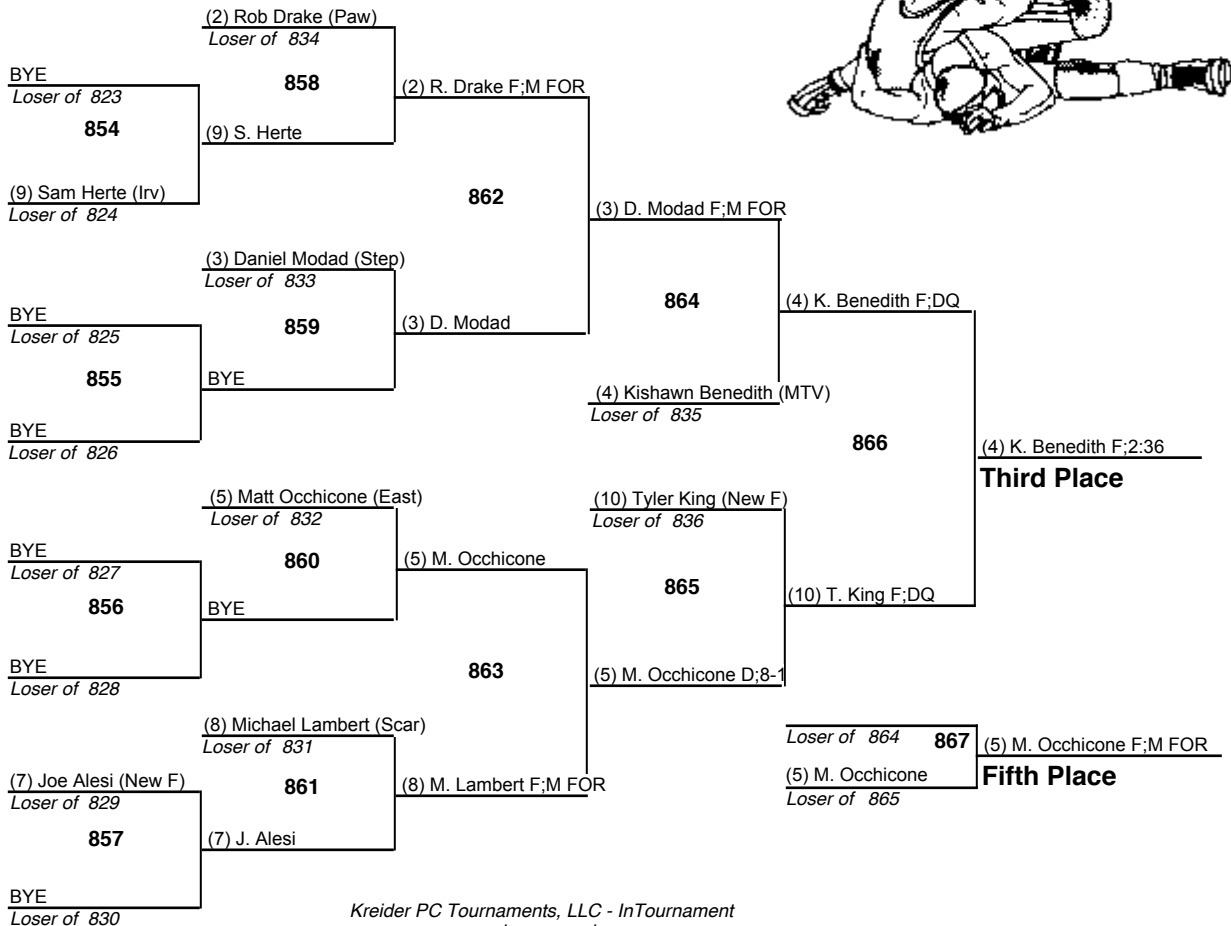 (2) Rob Drake (Paw)
Loser of 834
BYE
Loser of 823
858
(2) R. Drake F;M FOR
854
(9) S. Herte
(9) Sam Herte (Irv)
Loser of 824
862
(3) D. Modad F;M FOR
(3) Daniel Modad (Step)
Loser of 833
864
(4) K. Benedith F;DQ
BYE
Loser of 825
859
(3) D. Modad
855
BYE
(4) Kishawn Benedith (MTV)
Loser of 835
BYE
Loser of 826
866
(4) K. Benedith F;2:36
Third Place
(5) Matt Occhicone (East)
Loser of 832
(10) Tyler King (New F)
Loser of 836
BYE
Loser of 827
860
(5) M. Occhicone
865
(10) T. King F;DQ
856
BYE
BYE
Loser of 828
863
(5) M. Occhicone D;8-1
(8) Michael Lambert (Scar)
Loser of 831
Loser of 864
867
(5) M. Occhicone F;M FOR
Fifth Place
(5) M. Occhicone
Loser of 865
(7) Joe Alesi (New F)
Loser of 829
861
(8) M. Lambert F;M FOR
857
(7) J. Alesi
BYE
Loser of 830
Kreider PC Tournaments, LLC - InTournament